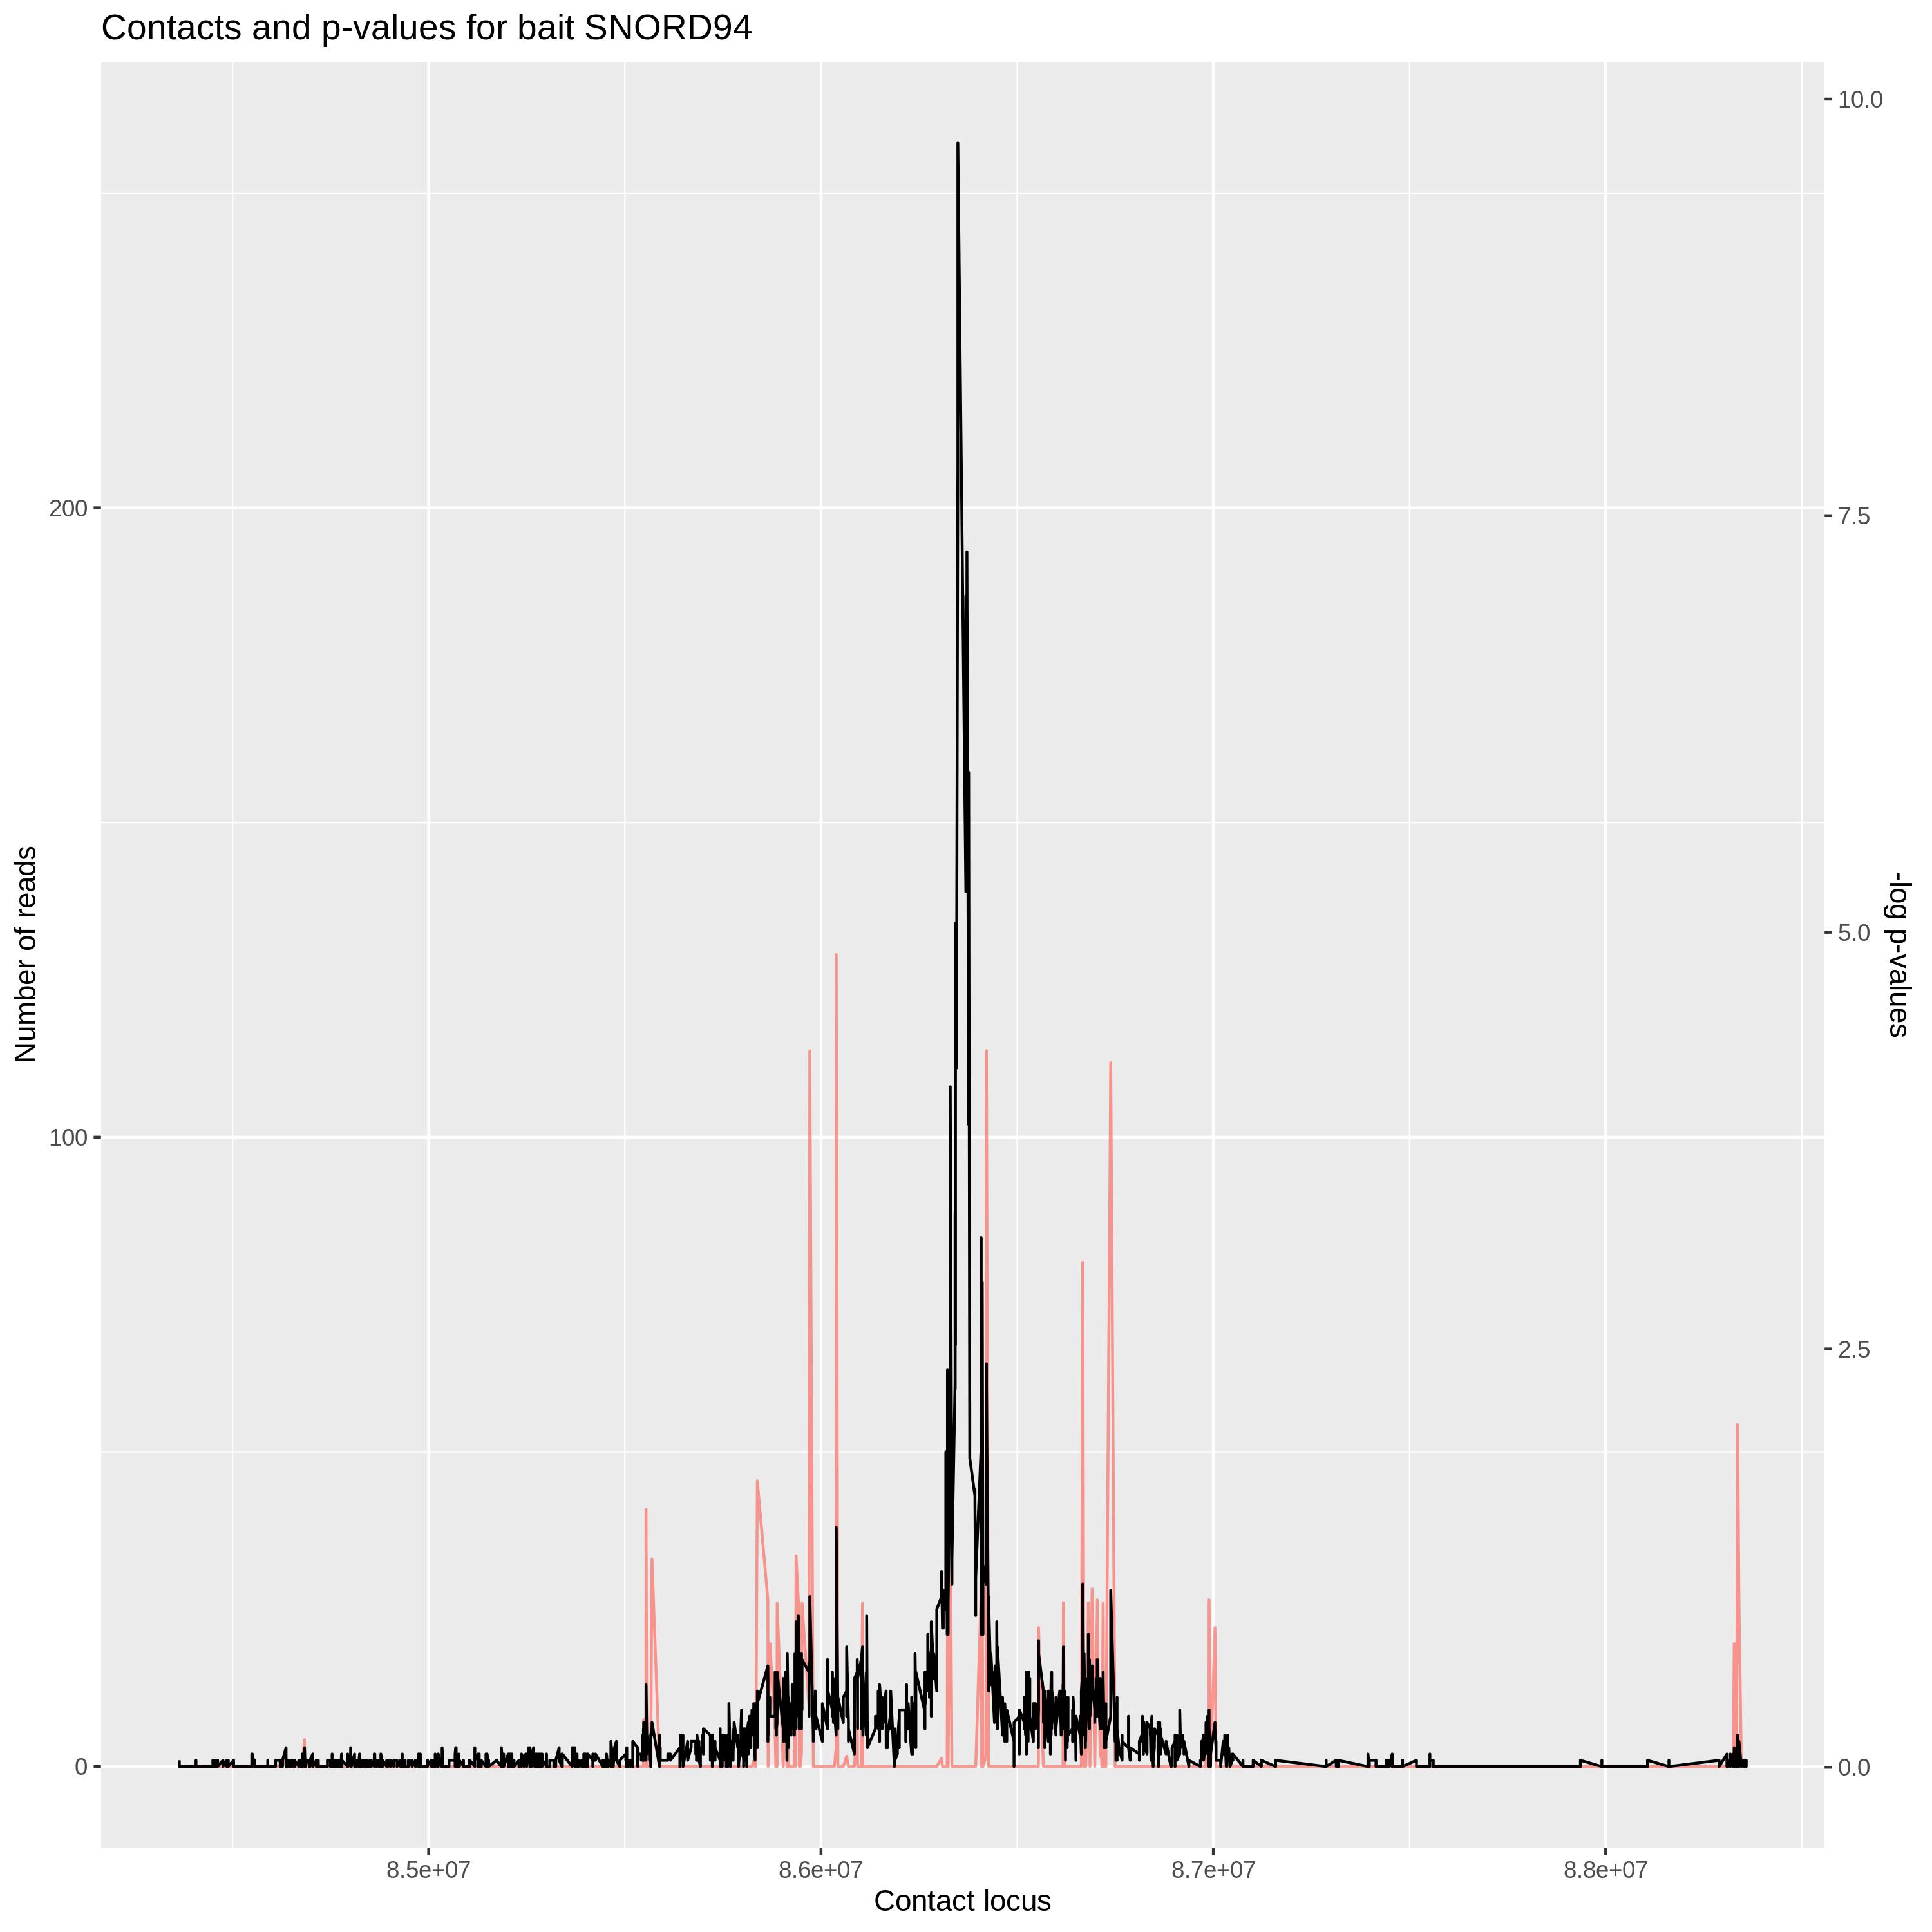 Contacts and p-values for bait SNORD94
10.0
200
7.5
Number of reads
-log p-values
5.0
100
2.5
0
0.0
8.5e+07
8.6e+07
8.7e+07
8.8e+07
Contact locus